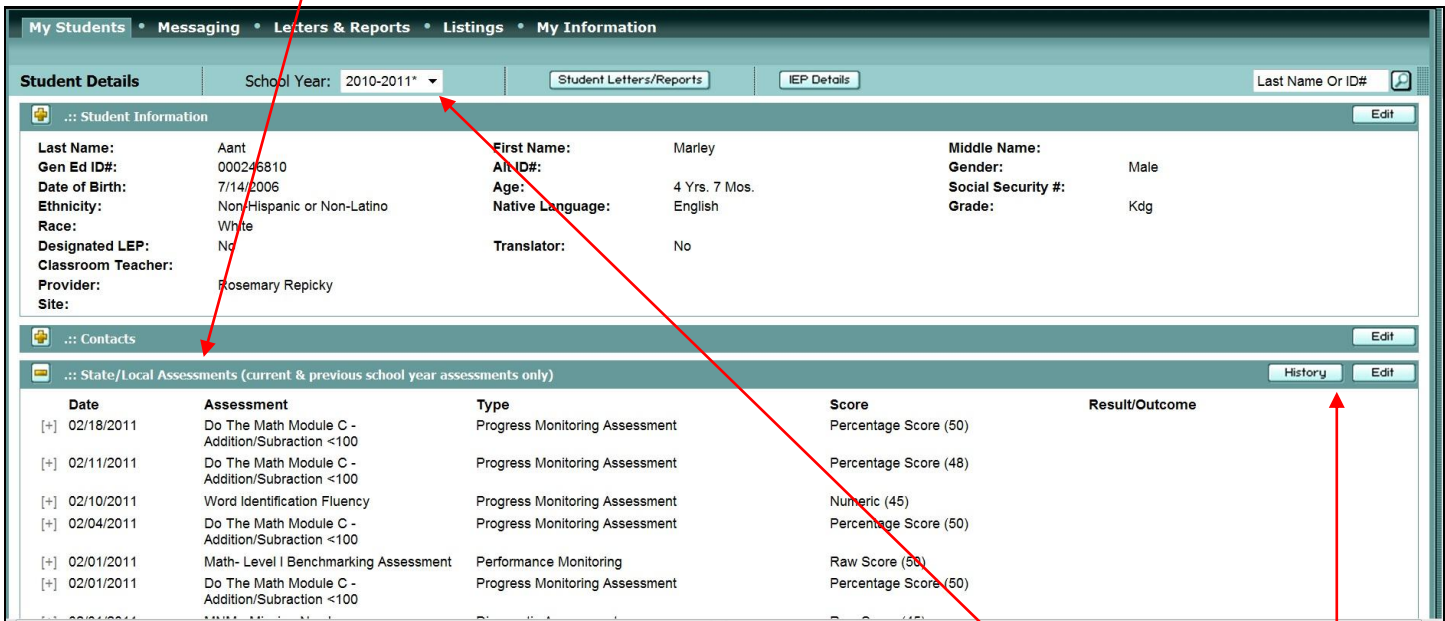 My Students • Messaging • Letters & Reports • Listings • My Information
Student Details School Year: 2010-2011* Student Letters/Reports IEP Details Last Name Or ID#
.:: Student Information Edit
Last Name: Aant First Name: Marley Middle Name:
Gen Ed ID#: 000246810 Alt ID#: Gender: Male
Date of Birth: 7/14/2006 Age: 4 Yrs. 7 Mos. Social Security #:
Ethnicity: Non-Hispanic or Non-Latino Native Language: English Grade: Kdg
Race: White
Designated LEP: No Translator: No
Classroom Teacher:
Provider: Rosemary Repicky
Site:
.:: Contacts Edit
.:: State/Local Assessments (current & previous school year assessments only) History Edit
Date Assessment Type Score Result/Outcome
[+] 02/18/2011 Do The Math Module C - Progress Monitoring Assessment Percentage Score (50)
Addition/Subraction <100
[+] 02/11/2011 Do The Math Module C - Progress Monitoring Assessment Percentage Score (48)
Addition/Subraction <100
[+] 02/10/2011 Word Identification Fluency Progress Monitoring Assessment Numeric (45)
[+] 02/04/2011 Do The Math Module C - Progress Monitoring Assessment Percentage Score (50)
Addition/Subraction <100
[+] 02/01/2011 Math- Level I Benchmarking Assessment Performance Monitoring Raw Score (50)
[+] 02/01/2011 Do The Math Module C - Progress Monitoring Assessment Percentage Score (50)
Addition/Subraction <100